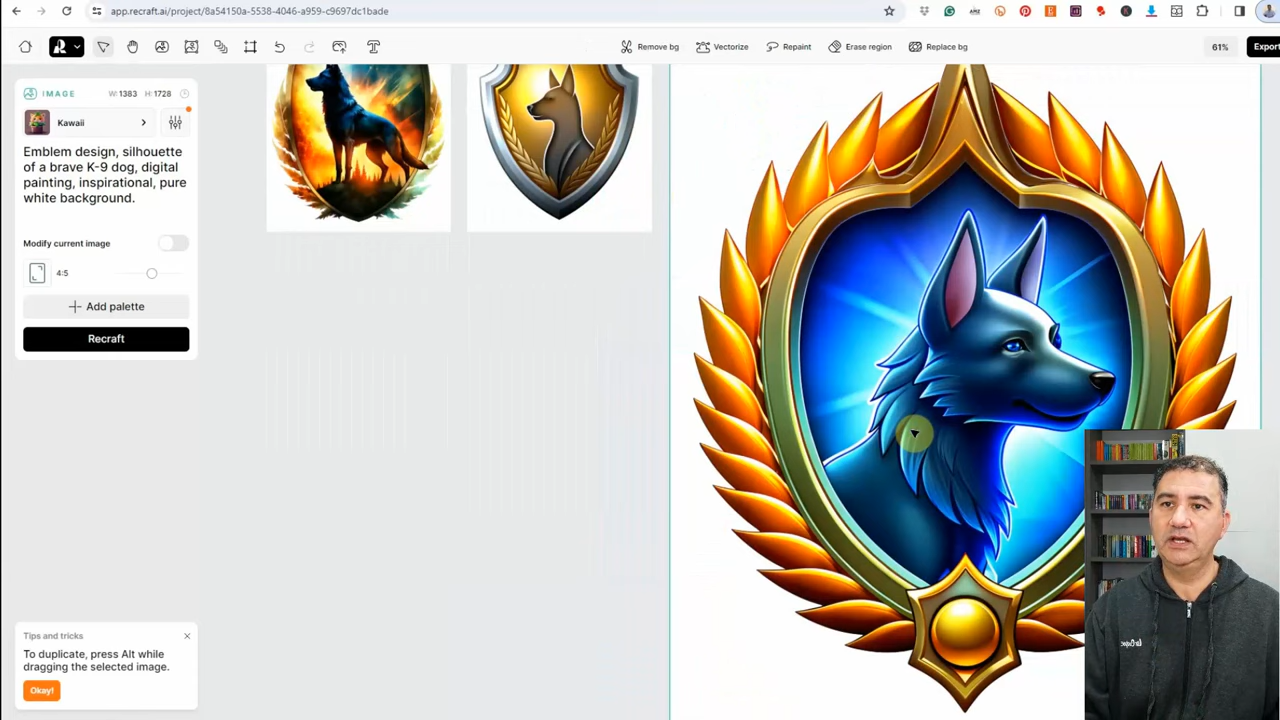 app.recraft.ai/project/8a54150a-5538-4046-a959-c9697dc1bade
Remove bg
Vectorize
Repaint
Erase region
Replace bg
61%
Export
IMAGE
W: 1383 H: 1728
Kawaii
Emblem design, silhouette
of a brave K-9 dog, digital
painting, inspirational, pure
white background.
Modify current image
4:5
Add palette
Recraft
Tips and tricks
To duplicate, press Alt while
dragging the selected image.
Okay!